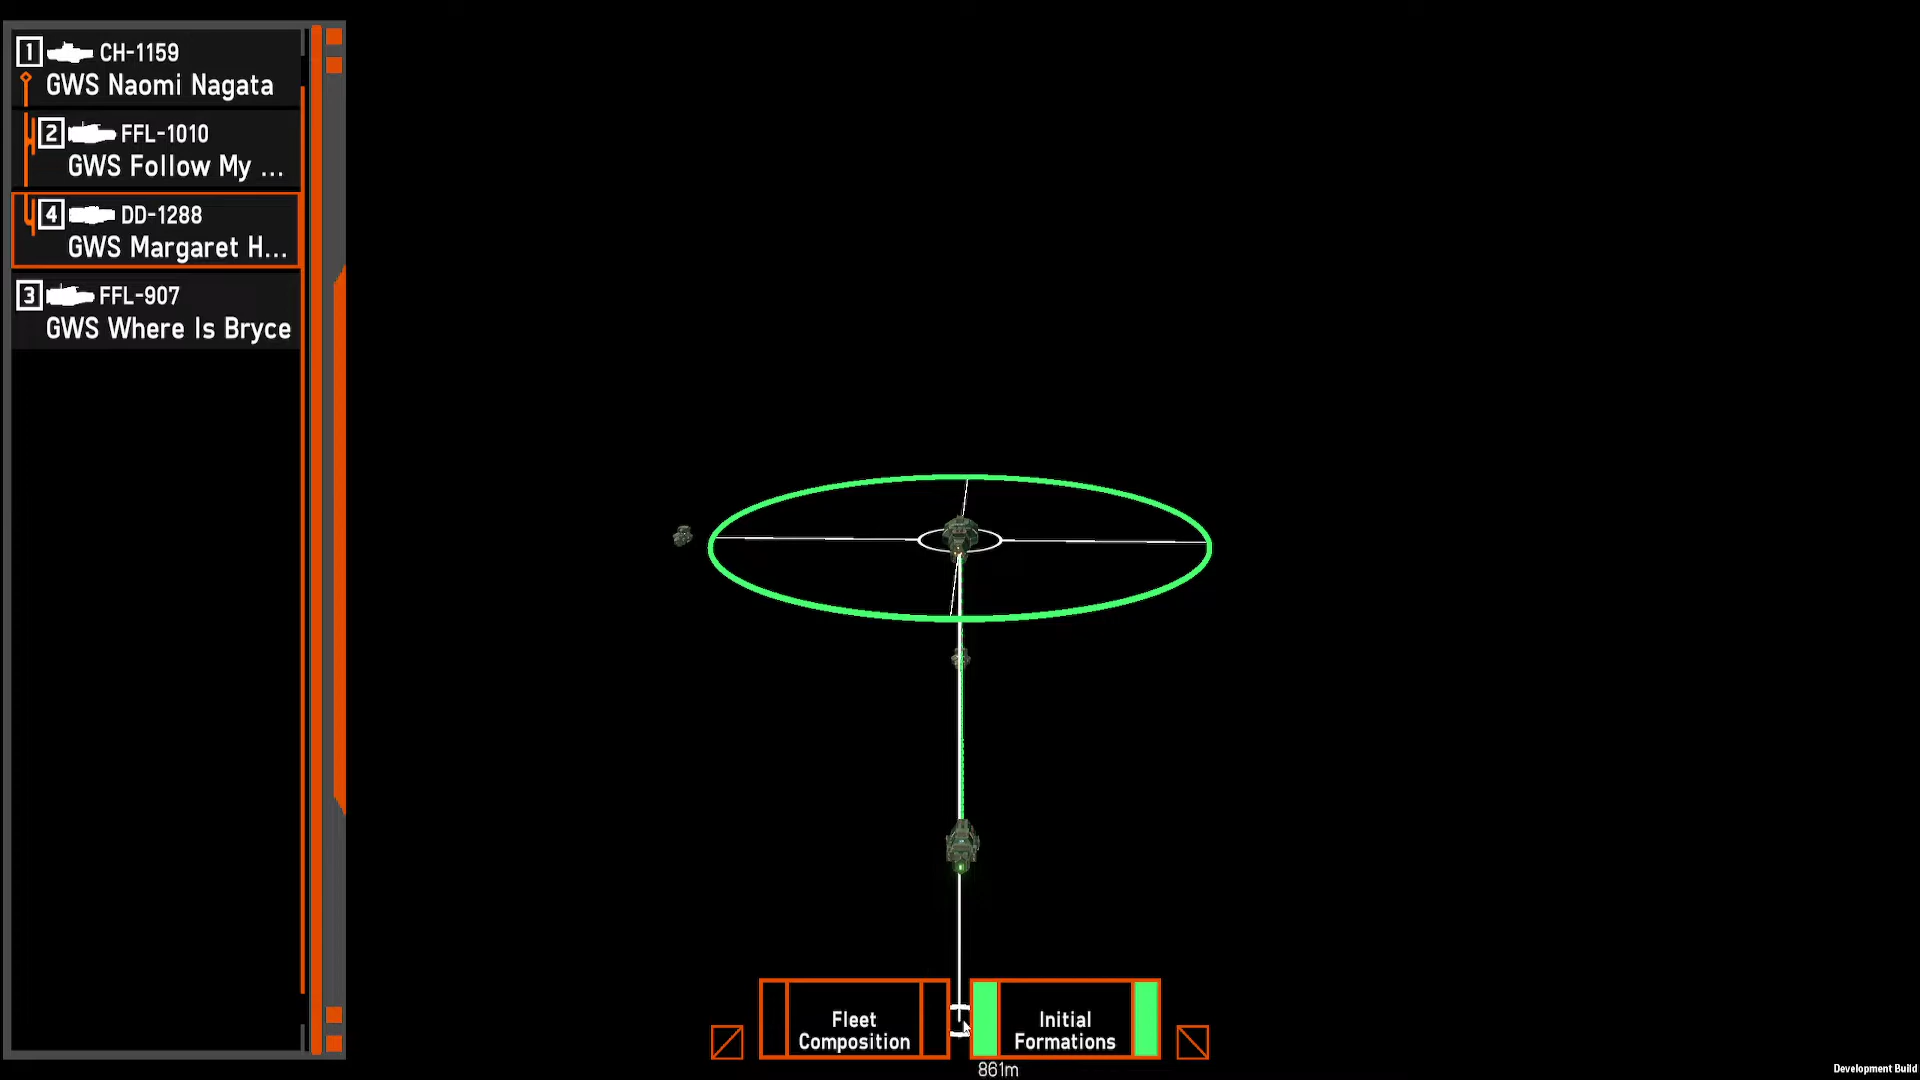 1 CH-1159
GWS Naomi Nagata
2 FFL-1010
GWS Follow My ...
4 DD-1288
GWS Margaret H...
3 FFL-907
GWS Where Is Bryce
Fleet
Composition
Initial
Formations
861m
Development Build